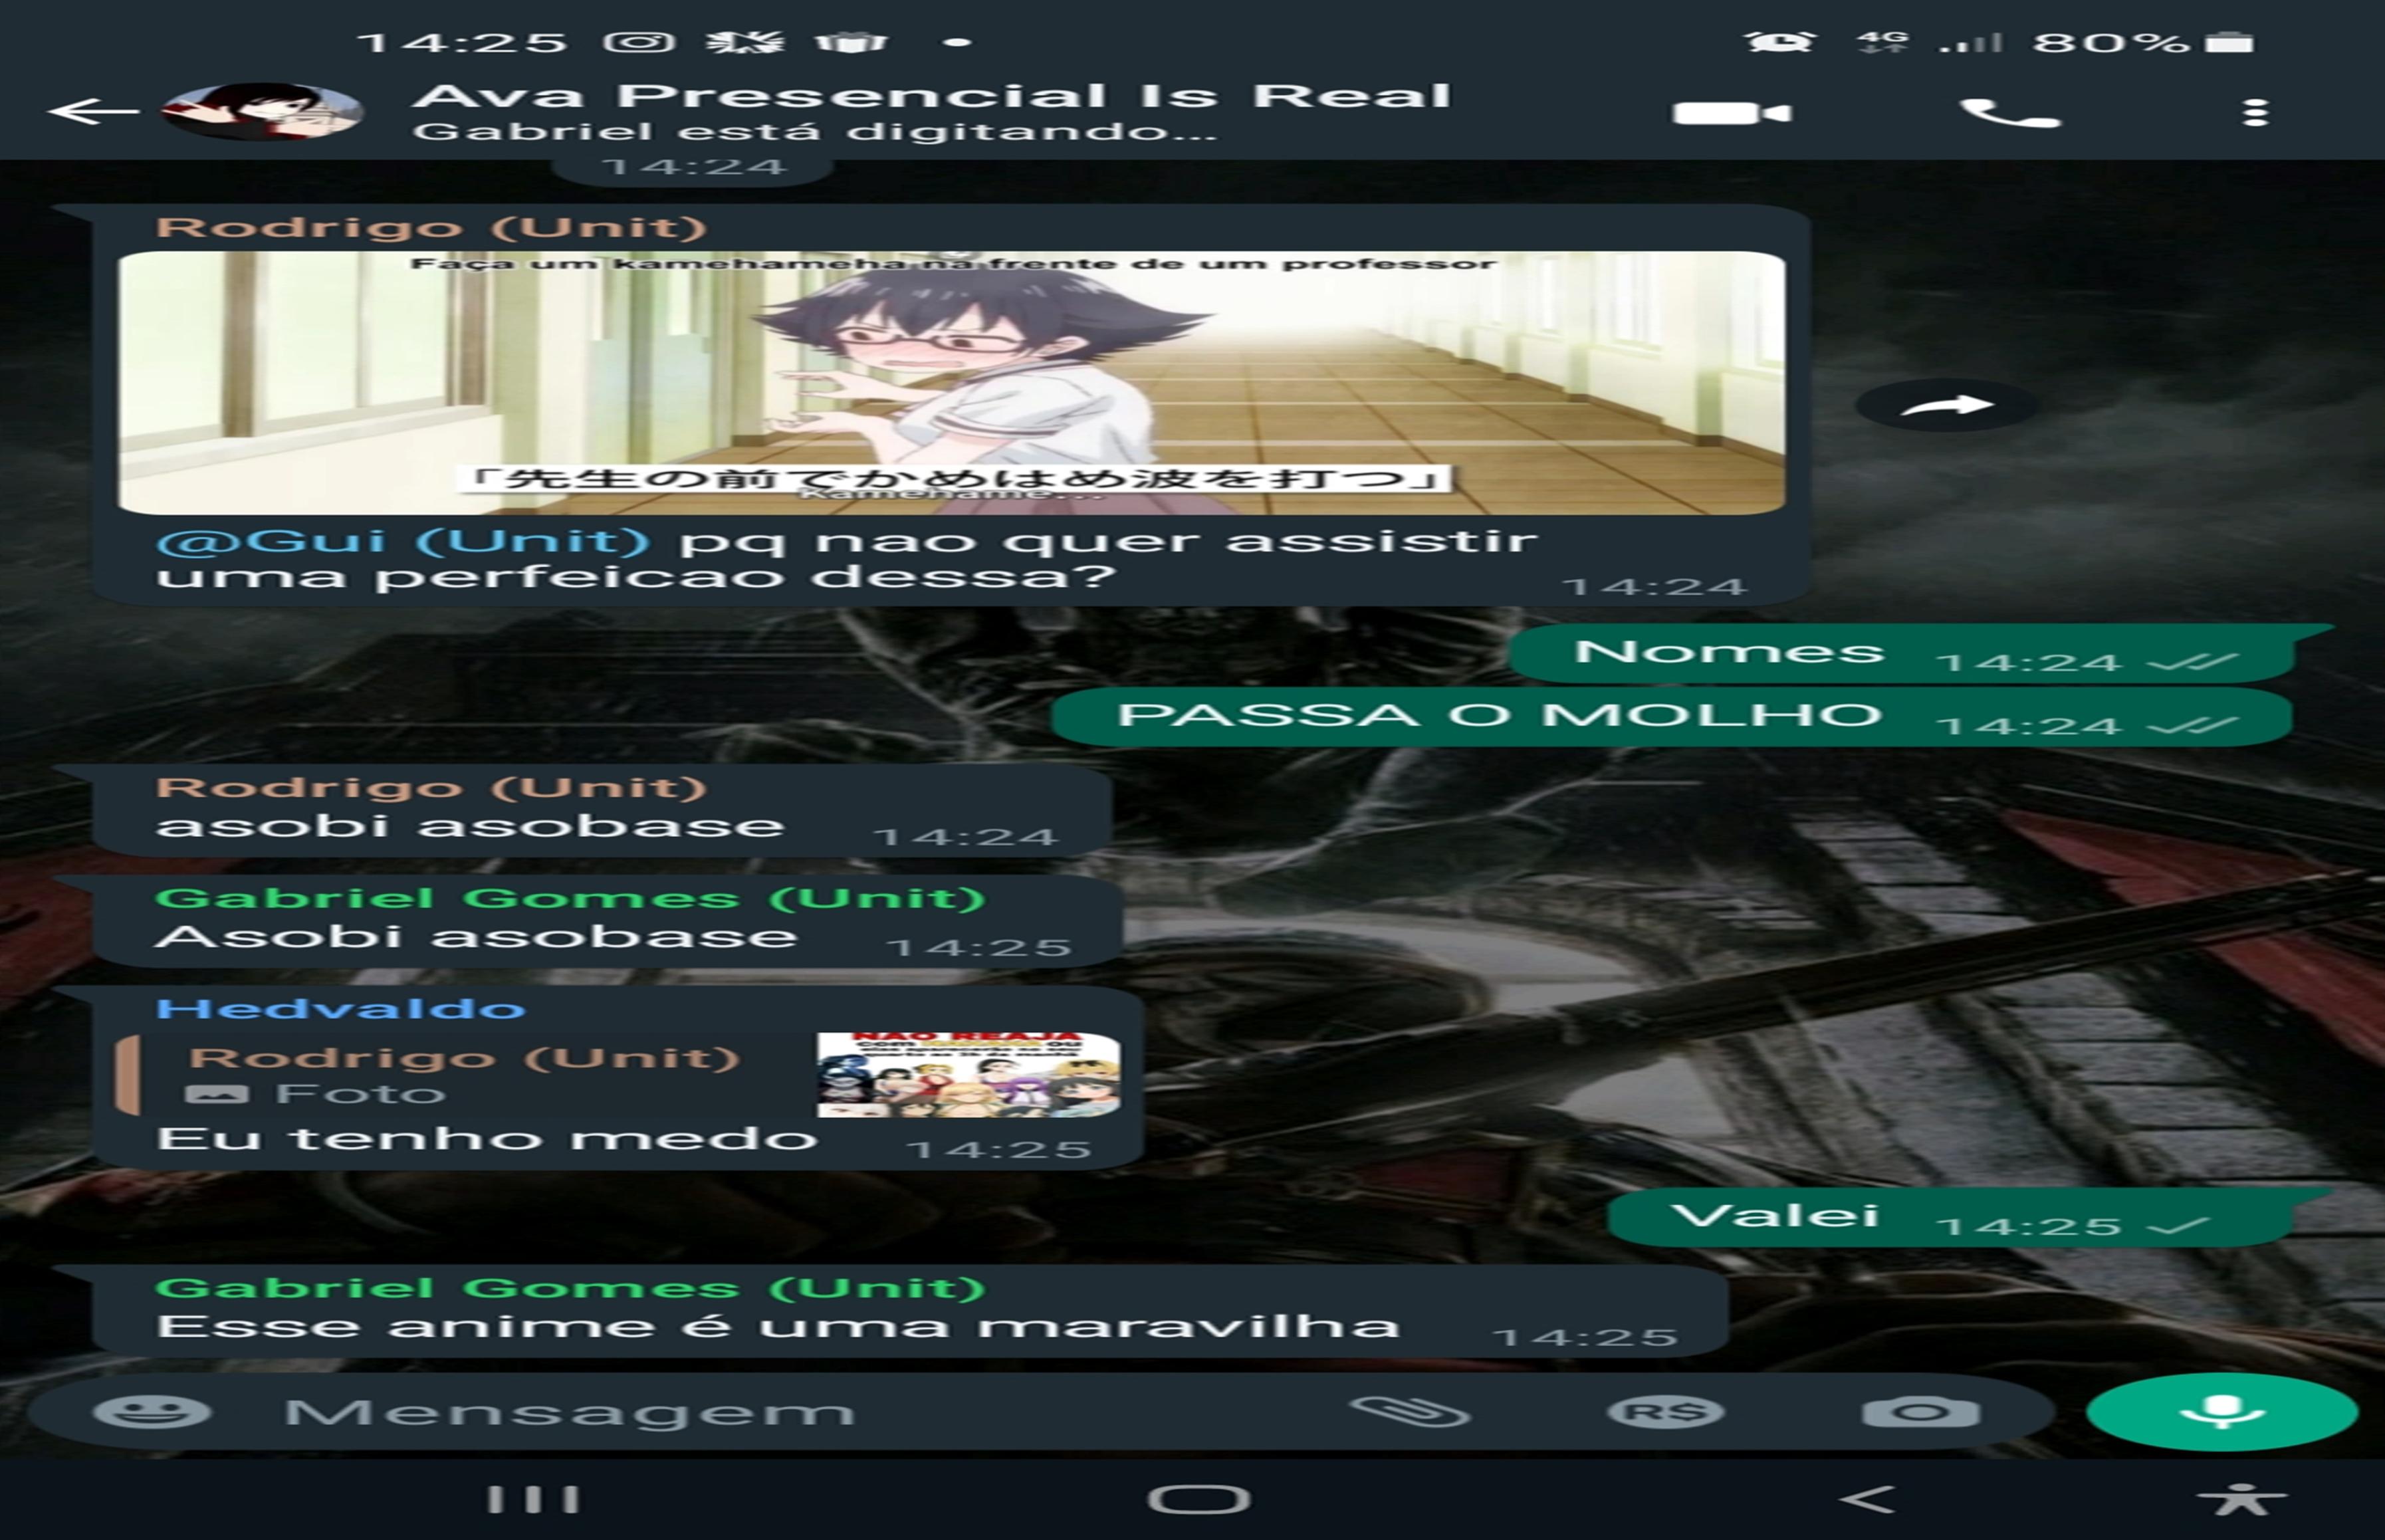 14:25
4G
80%
Ava Presencial Is Real
Gabriel está digitando...
14:24
Rodrigo (Unit)
Faça um kamehameha na frente de um professor
「先生の前でかめはめ波を打つ」
Kamehame...
@Gui (Unit) pq nao quer assistir
uma perfeicao dessa?
14:24
Nomes 14:24
PASSA O MOLHO 14:24
Rodrigo (Unit)
asobi asobase 14:24
Gabriel Gomes (Unit)
Asobi asobase 14:25
Hedvaldo
Rodrigo (Unit)
Foto
NÃO REAJA
Eu tenho medo 14:25
Valei 14:25
Gabriel Gomes (Unit)
Esse anime é uma maravilha 14:25
Mensagem
R$